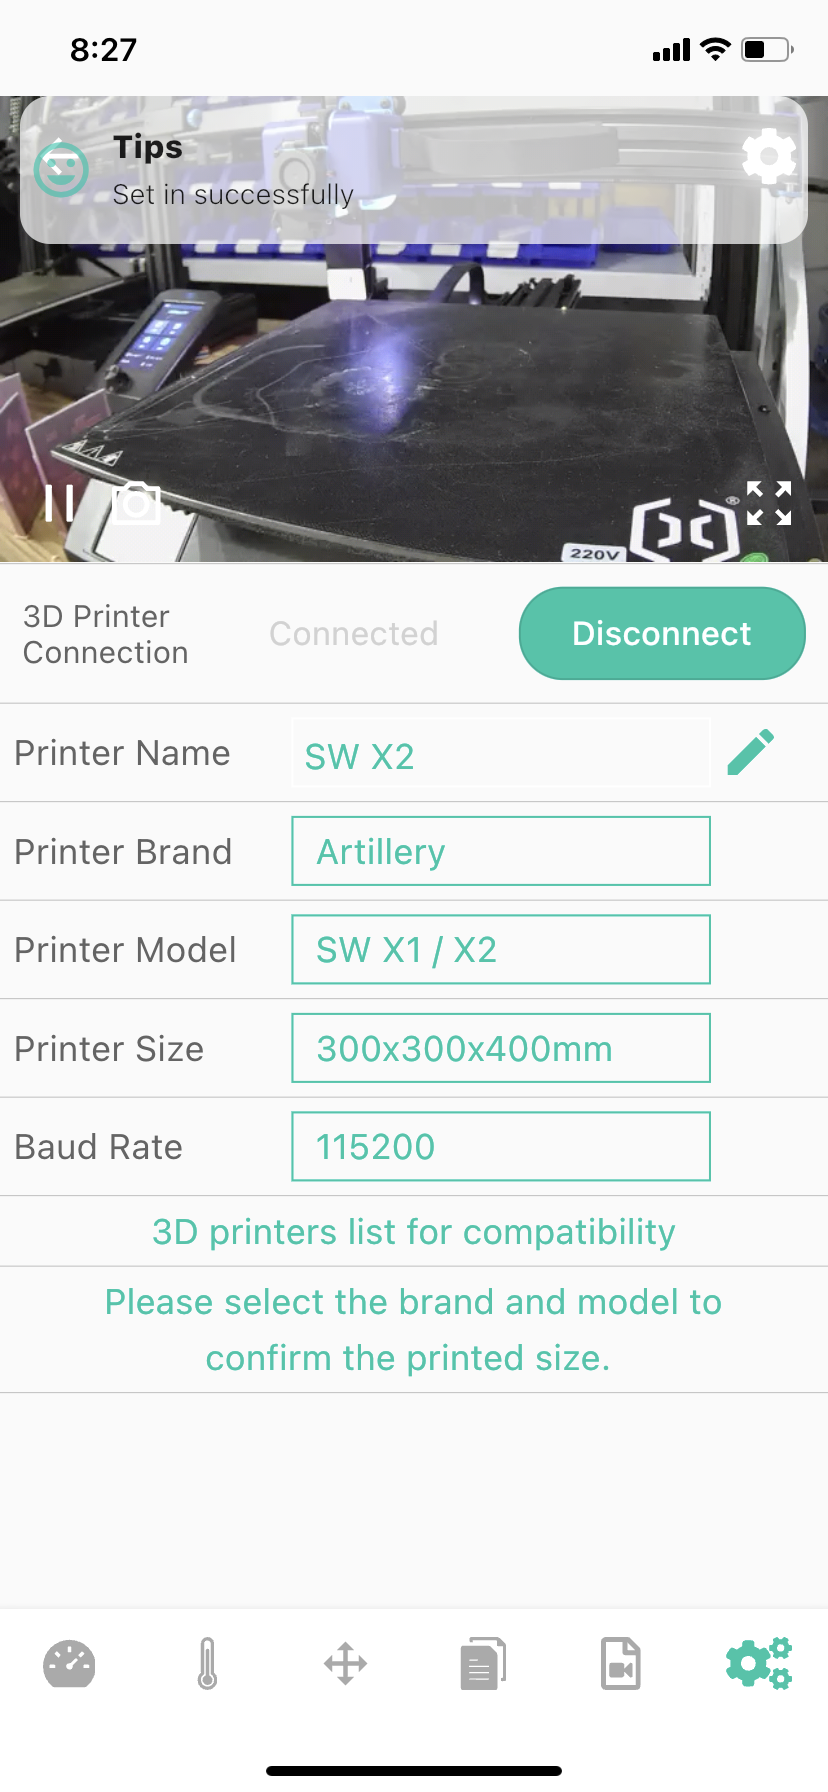 8:27
Tips
Set in successfully
220V
®
3D Printer
Connection
Connected
Disconnect
Printer Name
SW X2
Printer Brand
Artillery
Printer Model
SW X1 / X2
Printer Size
300x300x400mm
Baud Rate
115200
3D printers list for compatibility
Please select the brand and model to
confirm the printed size.